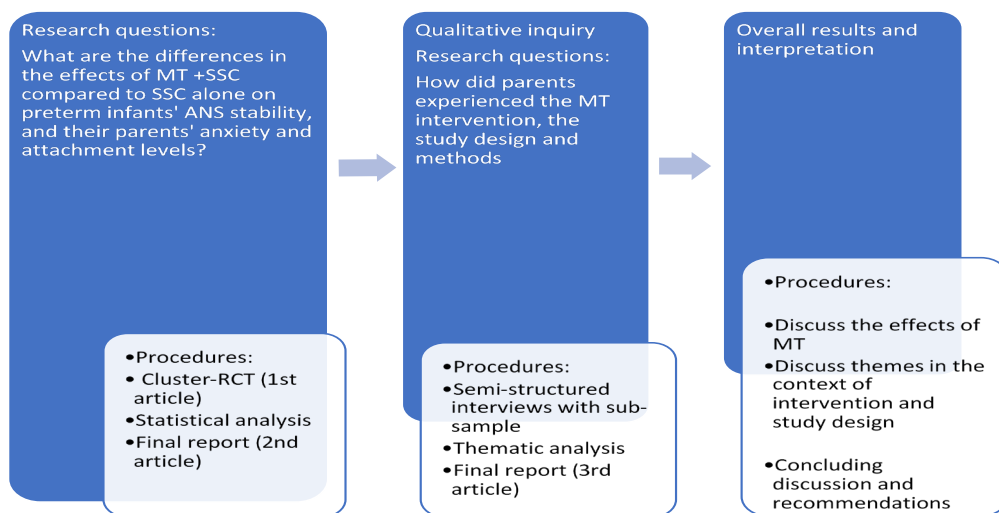 Research questions:
What are the differences in
the effects of MT +SSC
compared to SSC alone on
preterm infants' ANS stability,
and their parents' anxiety and
attachment levels?
•Procedures:
• Cluster-RCT (1st
article)
•Statistical analysis
•Final report (2nd
article)
Qualitative inquiry
Research questions:
How did parents
experienced the MT
intervention, the
study design and
methods
•Procedures:
•Semi-structured
interviews with sub-
sample
•Thematic analysis
•Final report (3rd
article)
Overall results and
interpretation
•Procedures:
•Discuss the effects of
MT
•Discuss themes in the
context of
intervention and
study design
•Concluding
discussion and
recommendations